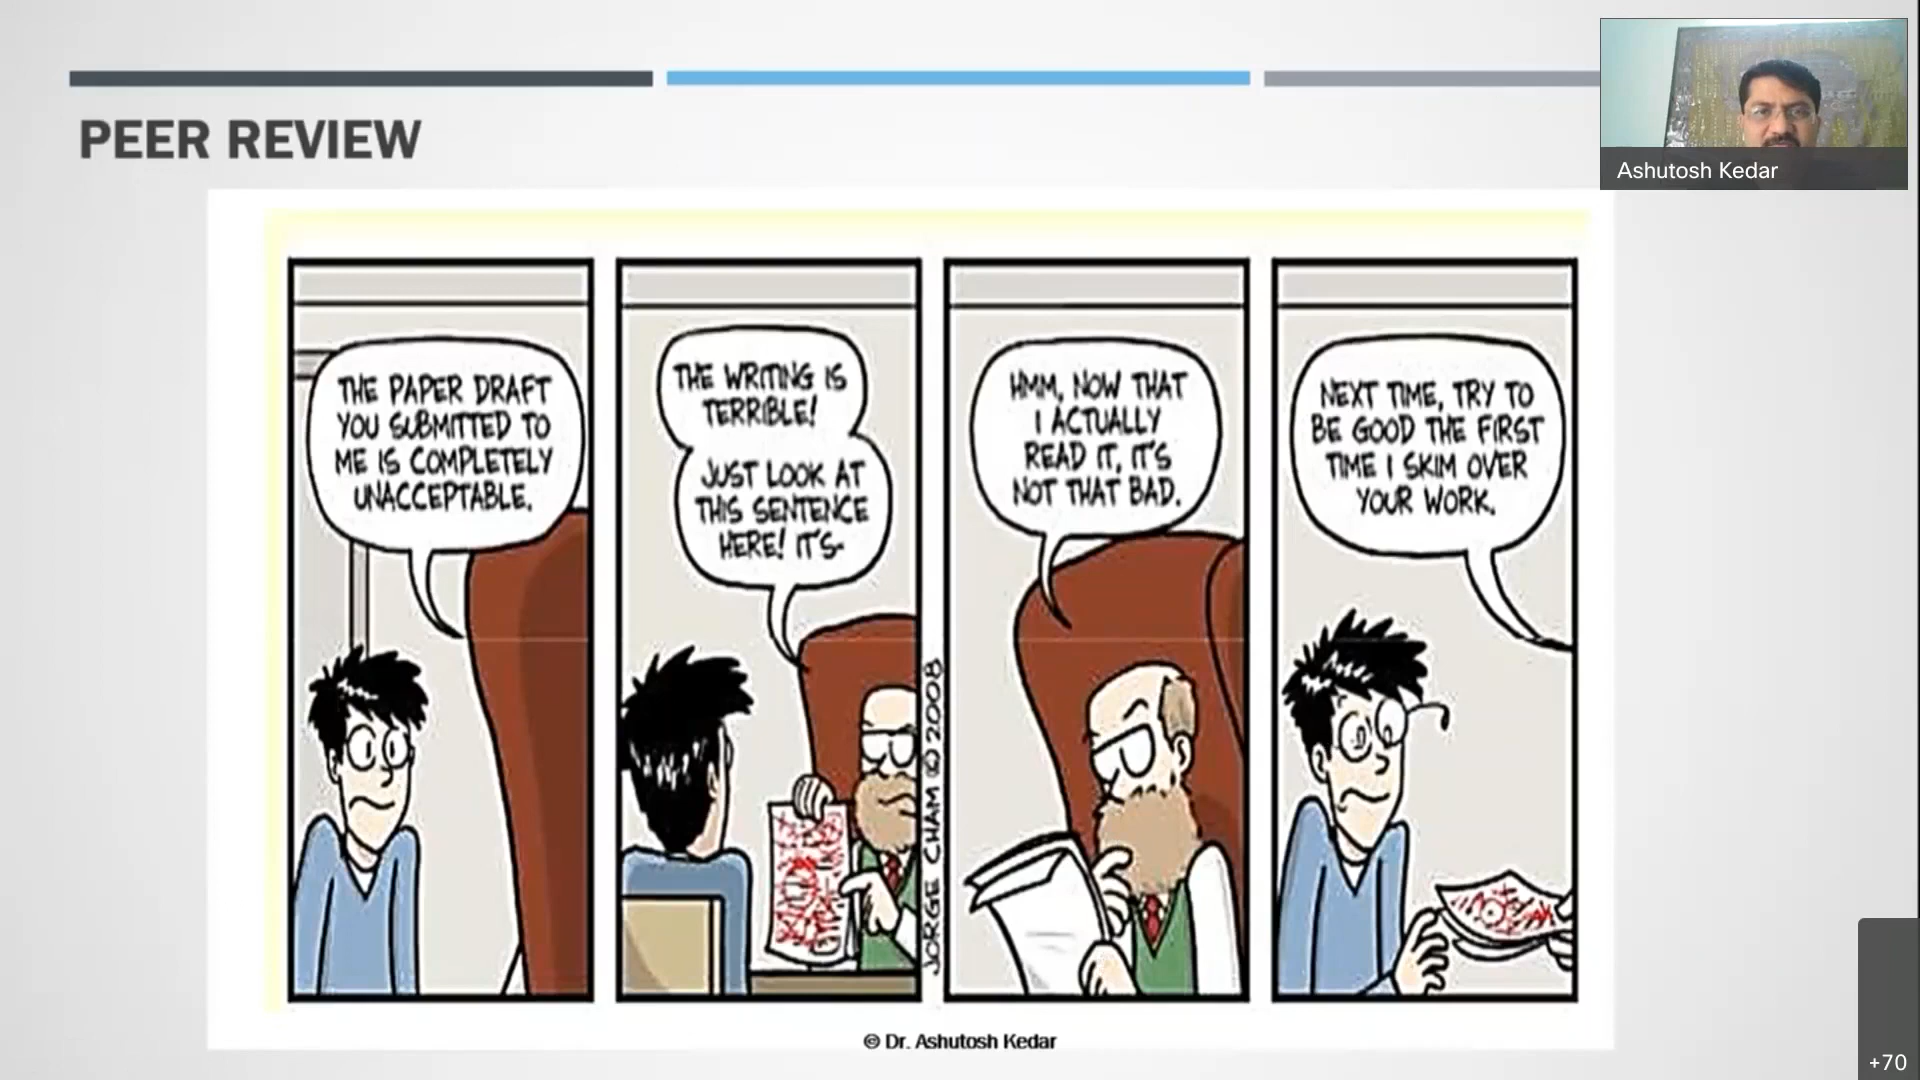 PEER REVIEW
Ashutosh Kedar
THE PAPER DRAFT
YOU SUBMITTED TO
ME IS COMPLETELY
UNACCEPTABLE.
THE WRITING IS
TERRIBLE!
JUST LOOK AT
THIS SENTENCE
HERE! IT'S-
JORGE CHAM © 2008
HMM, NOW THAT
I ACTUALLY
READ IT, IT'S
NOT THAT BAD.
NEXT TIME, TRY TO
BE GOOD THE FIRST
TIME I SKIM OVER
YOUR WORK.
© Dr. Ashutosh Kedar
+70